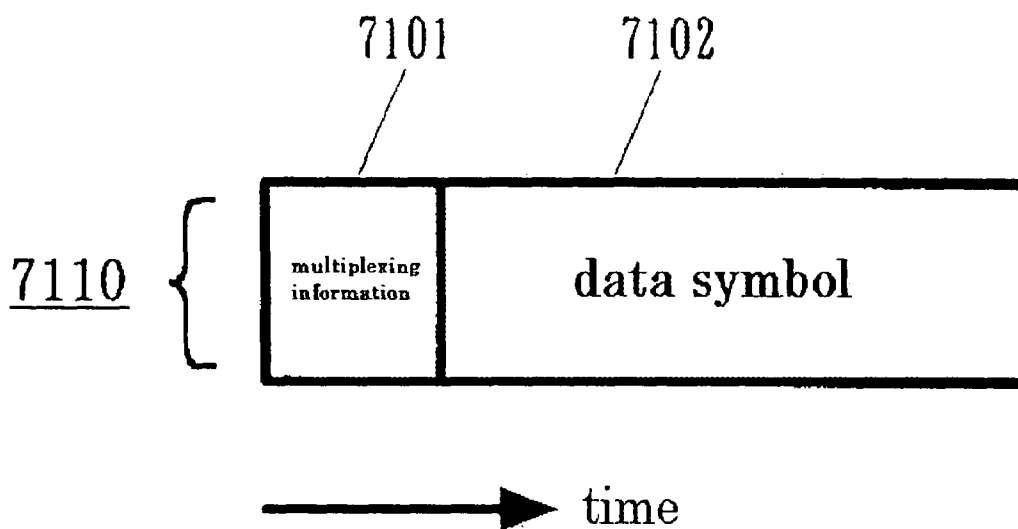 7101
7102
7110
multiplexing
information
data symbol
time